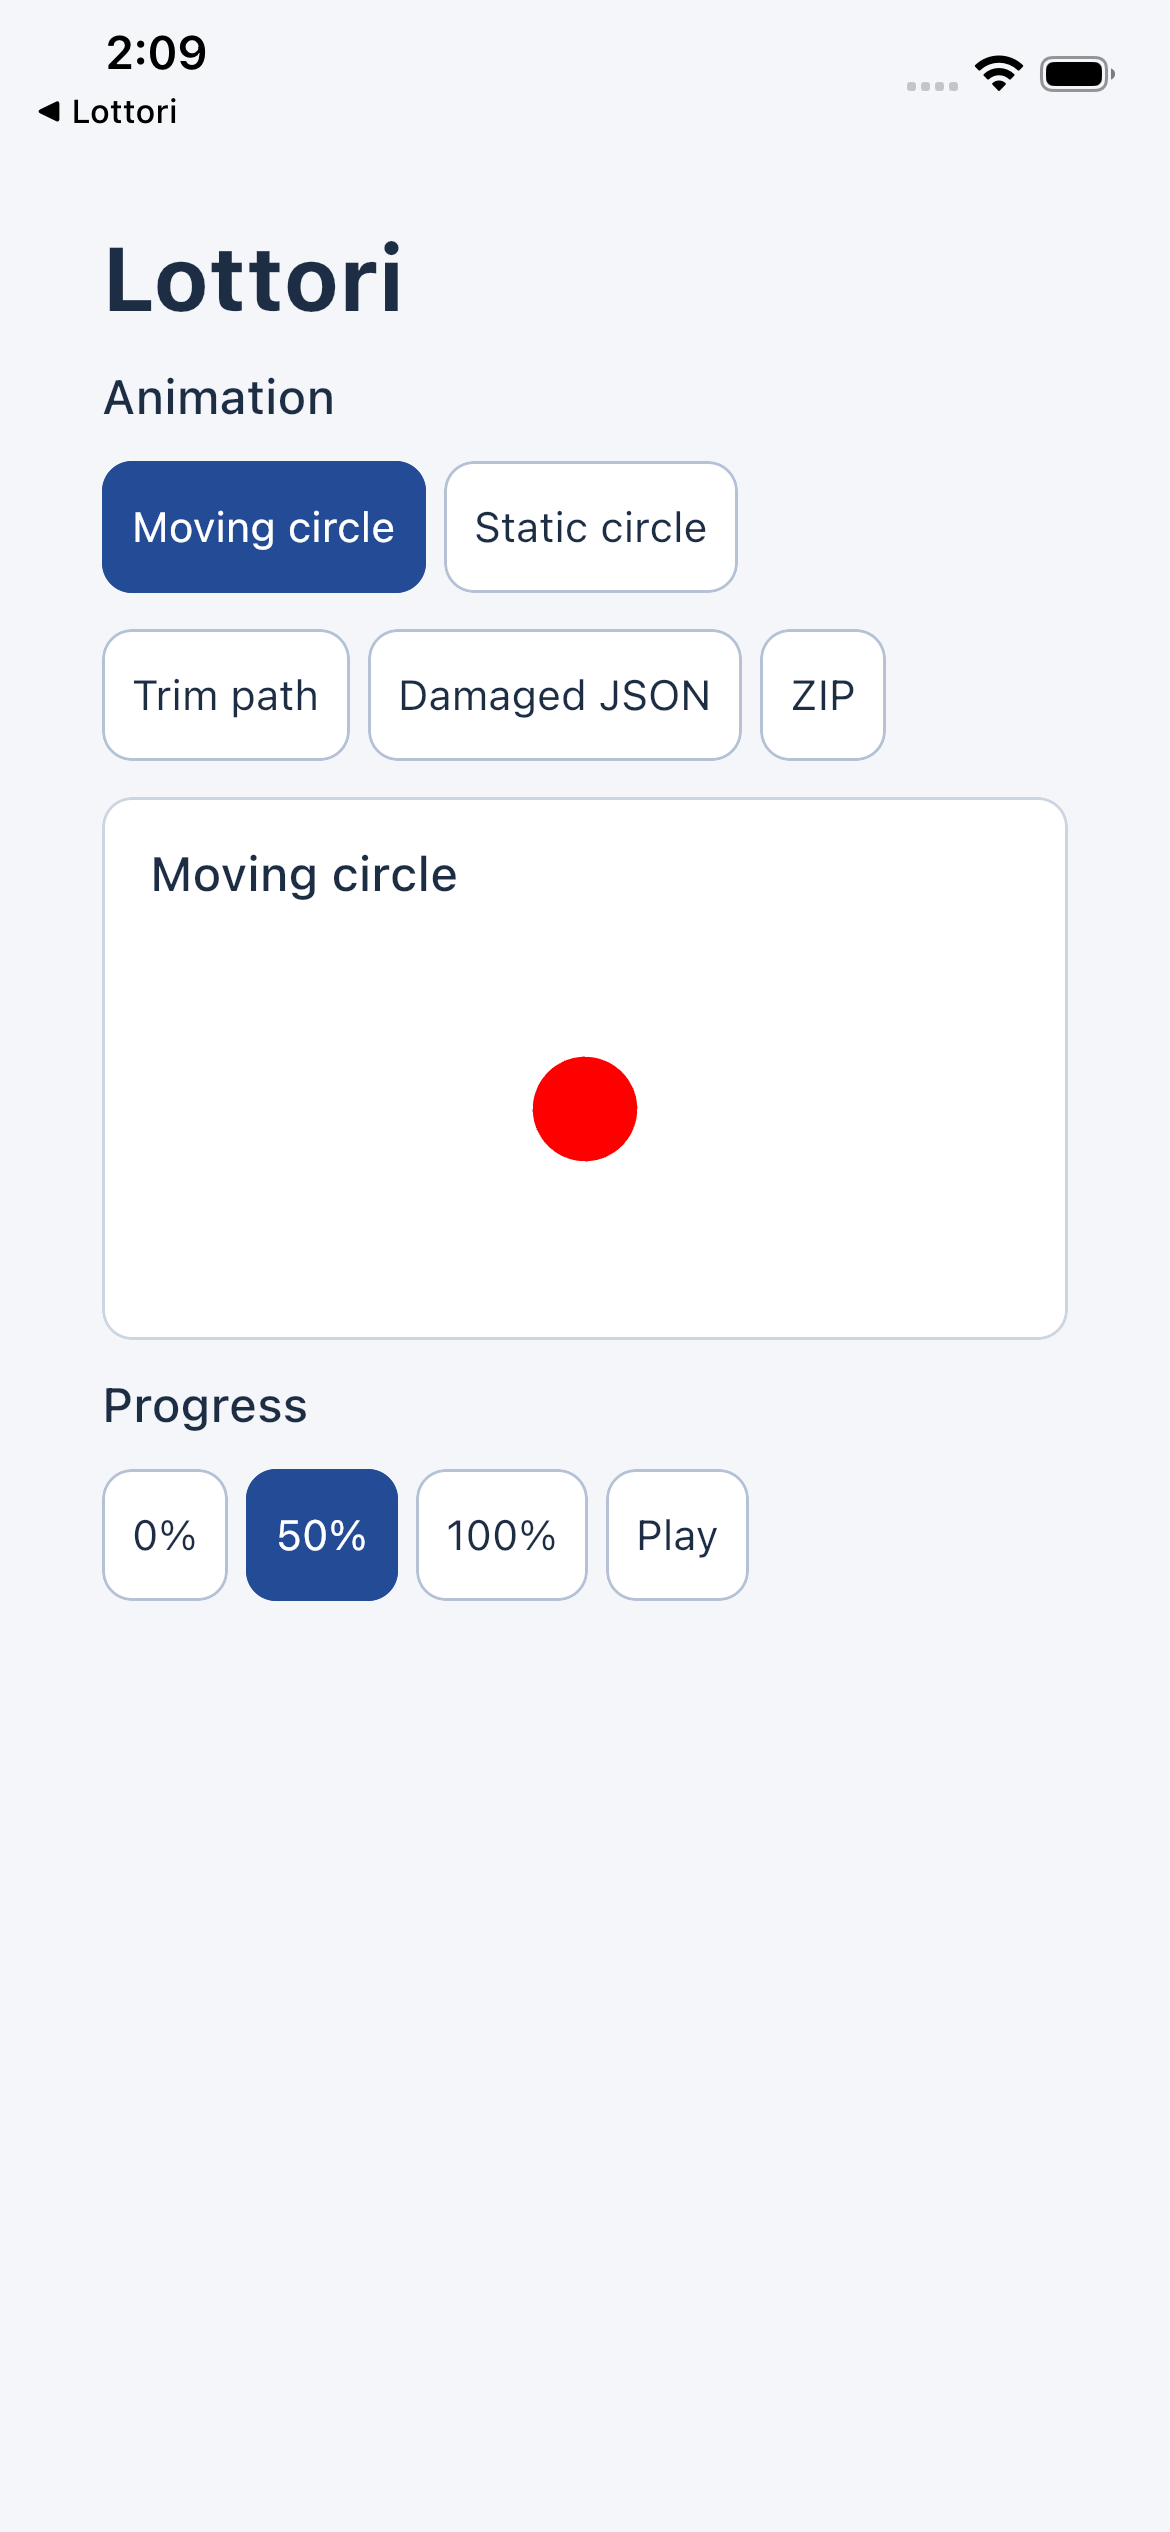 2:09
Lottori
Lottori
Animation
Moving circle Static circle
Trim path Damaged JSON ZIP
Moving circle
Progress
0% 50% 100% Play